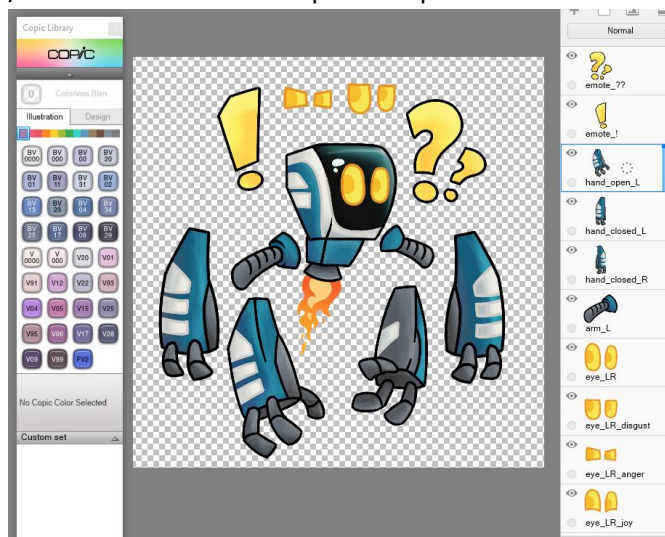 Copic Library
COPIC
0 Colorless Blen...
Illustration Design
BV 0000 BV 000 BV 00 BV 20
BV 01 BV 11 BV 31 BV 02
BV 13 BV 23 BV 04 BV 34
BV 25 BV 17 BV 08 BV 29
V 0000 V 000 V20 V01
V91 V12 V22 V93
V04 V05 V15 V25
V95 V06 V17 V28
V09 V99 FV2
No Copic Color Selected
Custom set
!
??
Normal
emote_??
emote_!
hand_open_L
hand_closed_L
hand_closed_R
arm_L
eye_LR
eye_LR_disgust
eye_LR_anger
eye_LR_joy